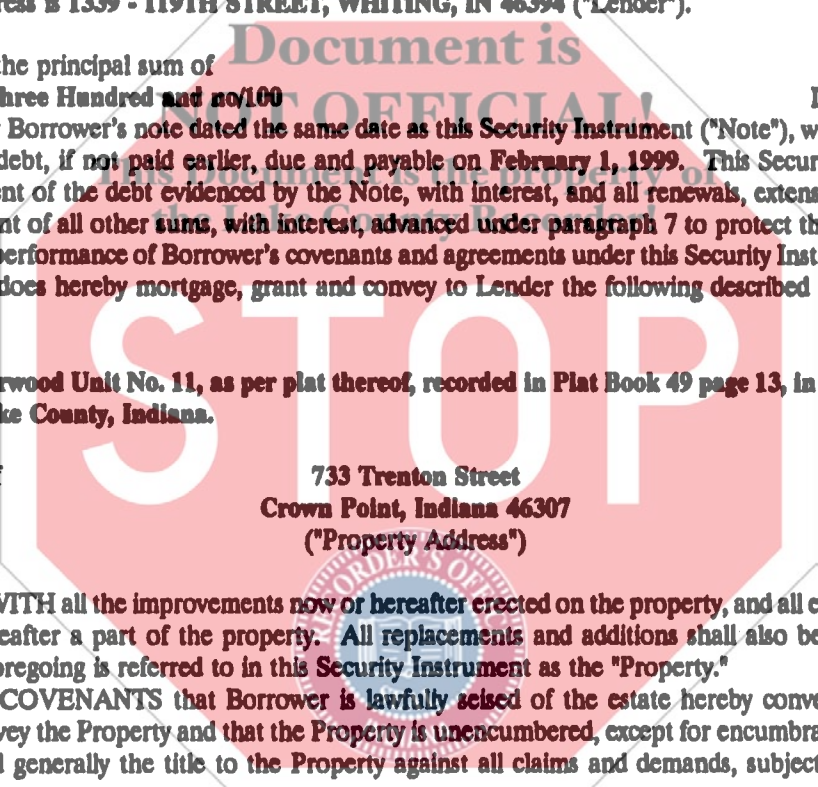 ress is 1339 - 119TH STREET, WHITING, IN 46394 ("Lender").
Document is
the principal sum of
hree Hundred and no/100
NOT OFFICIAL!
Borrower's note dated the same date as this Security Instrument ("Note"), w
debt, if not paid earlier, due and payable on February 1, 1999. This Secur
This Document is the property of
ent of the debt evidenced by the Note, with interest, and all renewals, extens
the Lake County Recorder!
nt of all other sums, with interest, advanced under paragraph 7 to protect th
performance of Borrower's covenants and agreements under this Security Inst
does hereby mortgage, grant and convey to Lender the following described
STOP
rwood Unit No. 11, as per plat thereof, recorded in Plat Book 49 page 13, in
ke County, Indiana.
733 Trenton Street
Crown Point, Indiana 46307
("Property Address")
RECORDER'S OFFICE
WITH all the improvements now or hereafter erected on the property, and all e
eafter a part of the property. All replacements and additions shall also be
oregoing is referred to in this Security Instrument as the "Property."
COVENANTS that Borrower is lawfully seised of the estate hereby conve
vey the Property and that the Property is unencumbered, except for encumbra
d generally the title to the Property against all claims and demands, subject